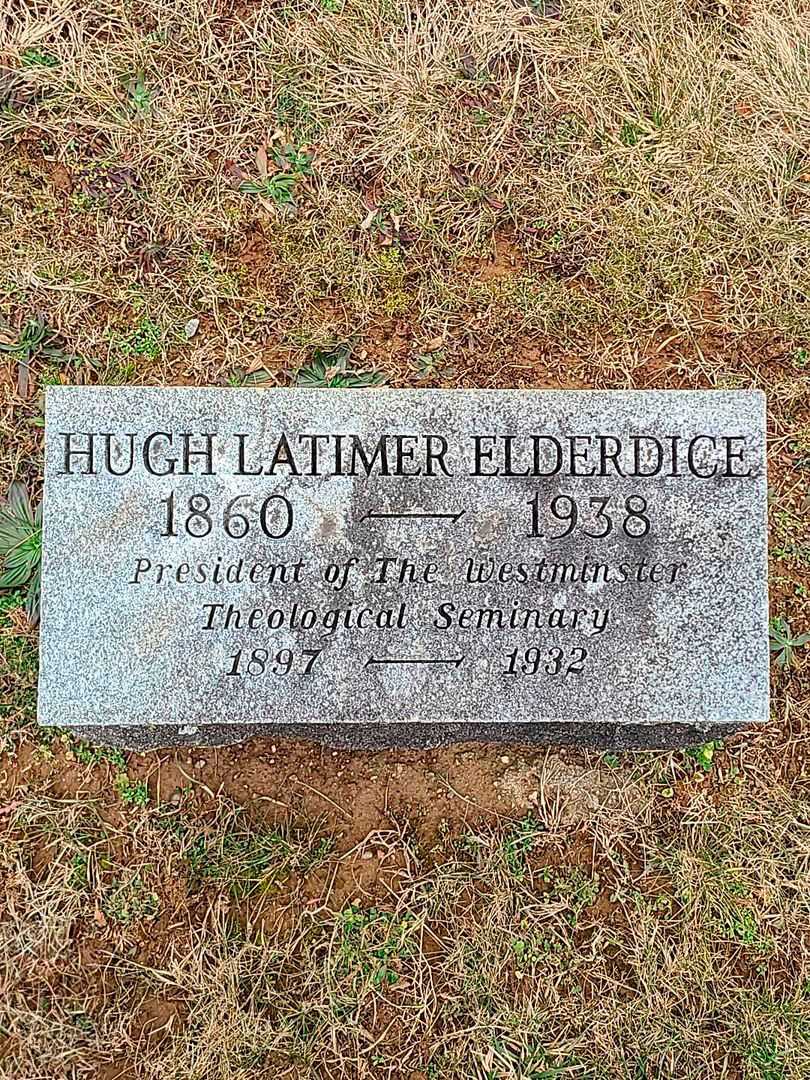 HUGH LATIMER ELDERDICE
1860 — 1938
President of The Westminster
Theological Seminary
1897 — 1932